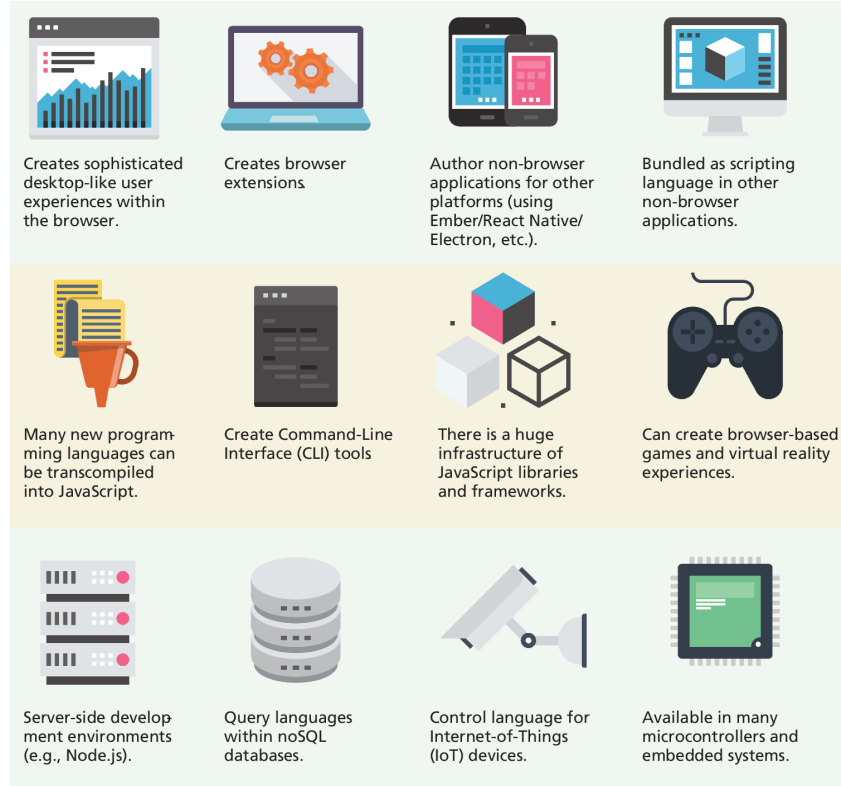 Creates sophisticated
desktop-like user
experiences within
the browser.
Creates browser
extensions.
Author non-browser
applications for other
platforms (using
Ember/React Native/
Electron, etc.).
Bundled as scripting
language in other
non-browser
applications.
Many new program-
ming languages can
be transcompiled
into JavaScript.
Create Command-Line
Interface (CLI) tools
There is a huge
infrastructure of
JavaScript libraries
and frameworks.
Can create browser-based
games and virtual reality
experiences.
Server-side develop-
ment environments
(e.g., Node.js).
Query languages
within noSQL
databases.
Control language for
Internet-of-Things
(IoT) devices.
Available in many
microcontrollers and
embedded systems.